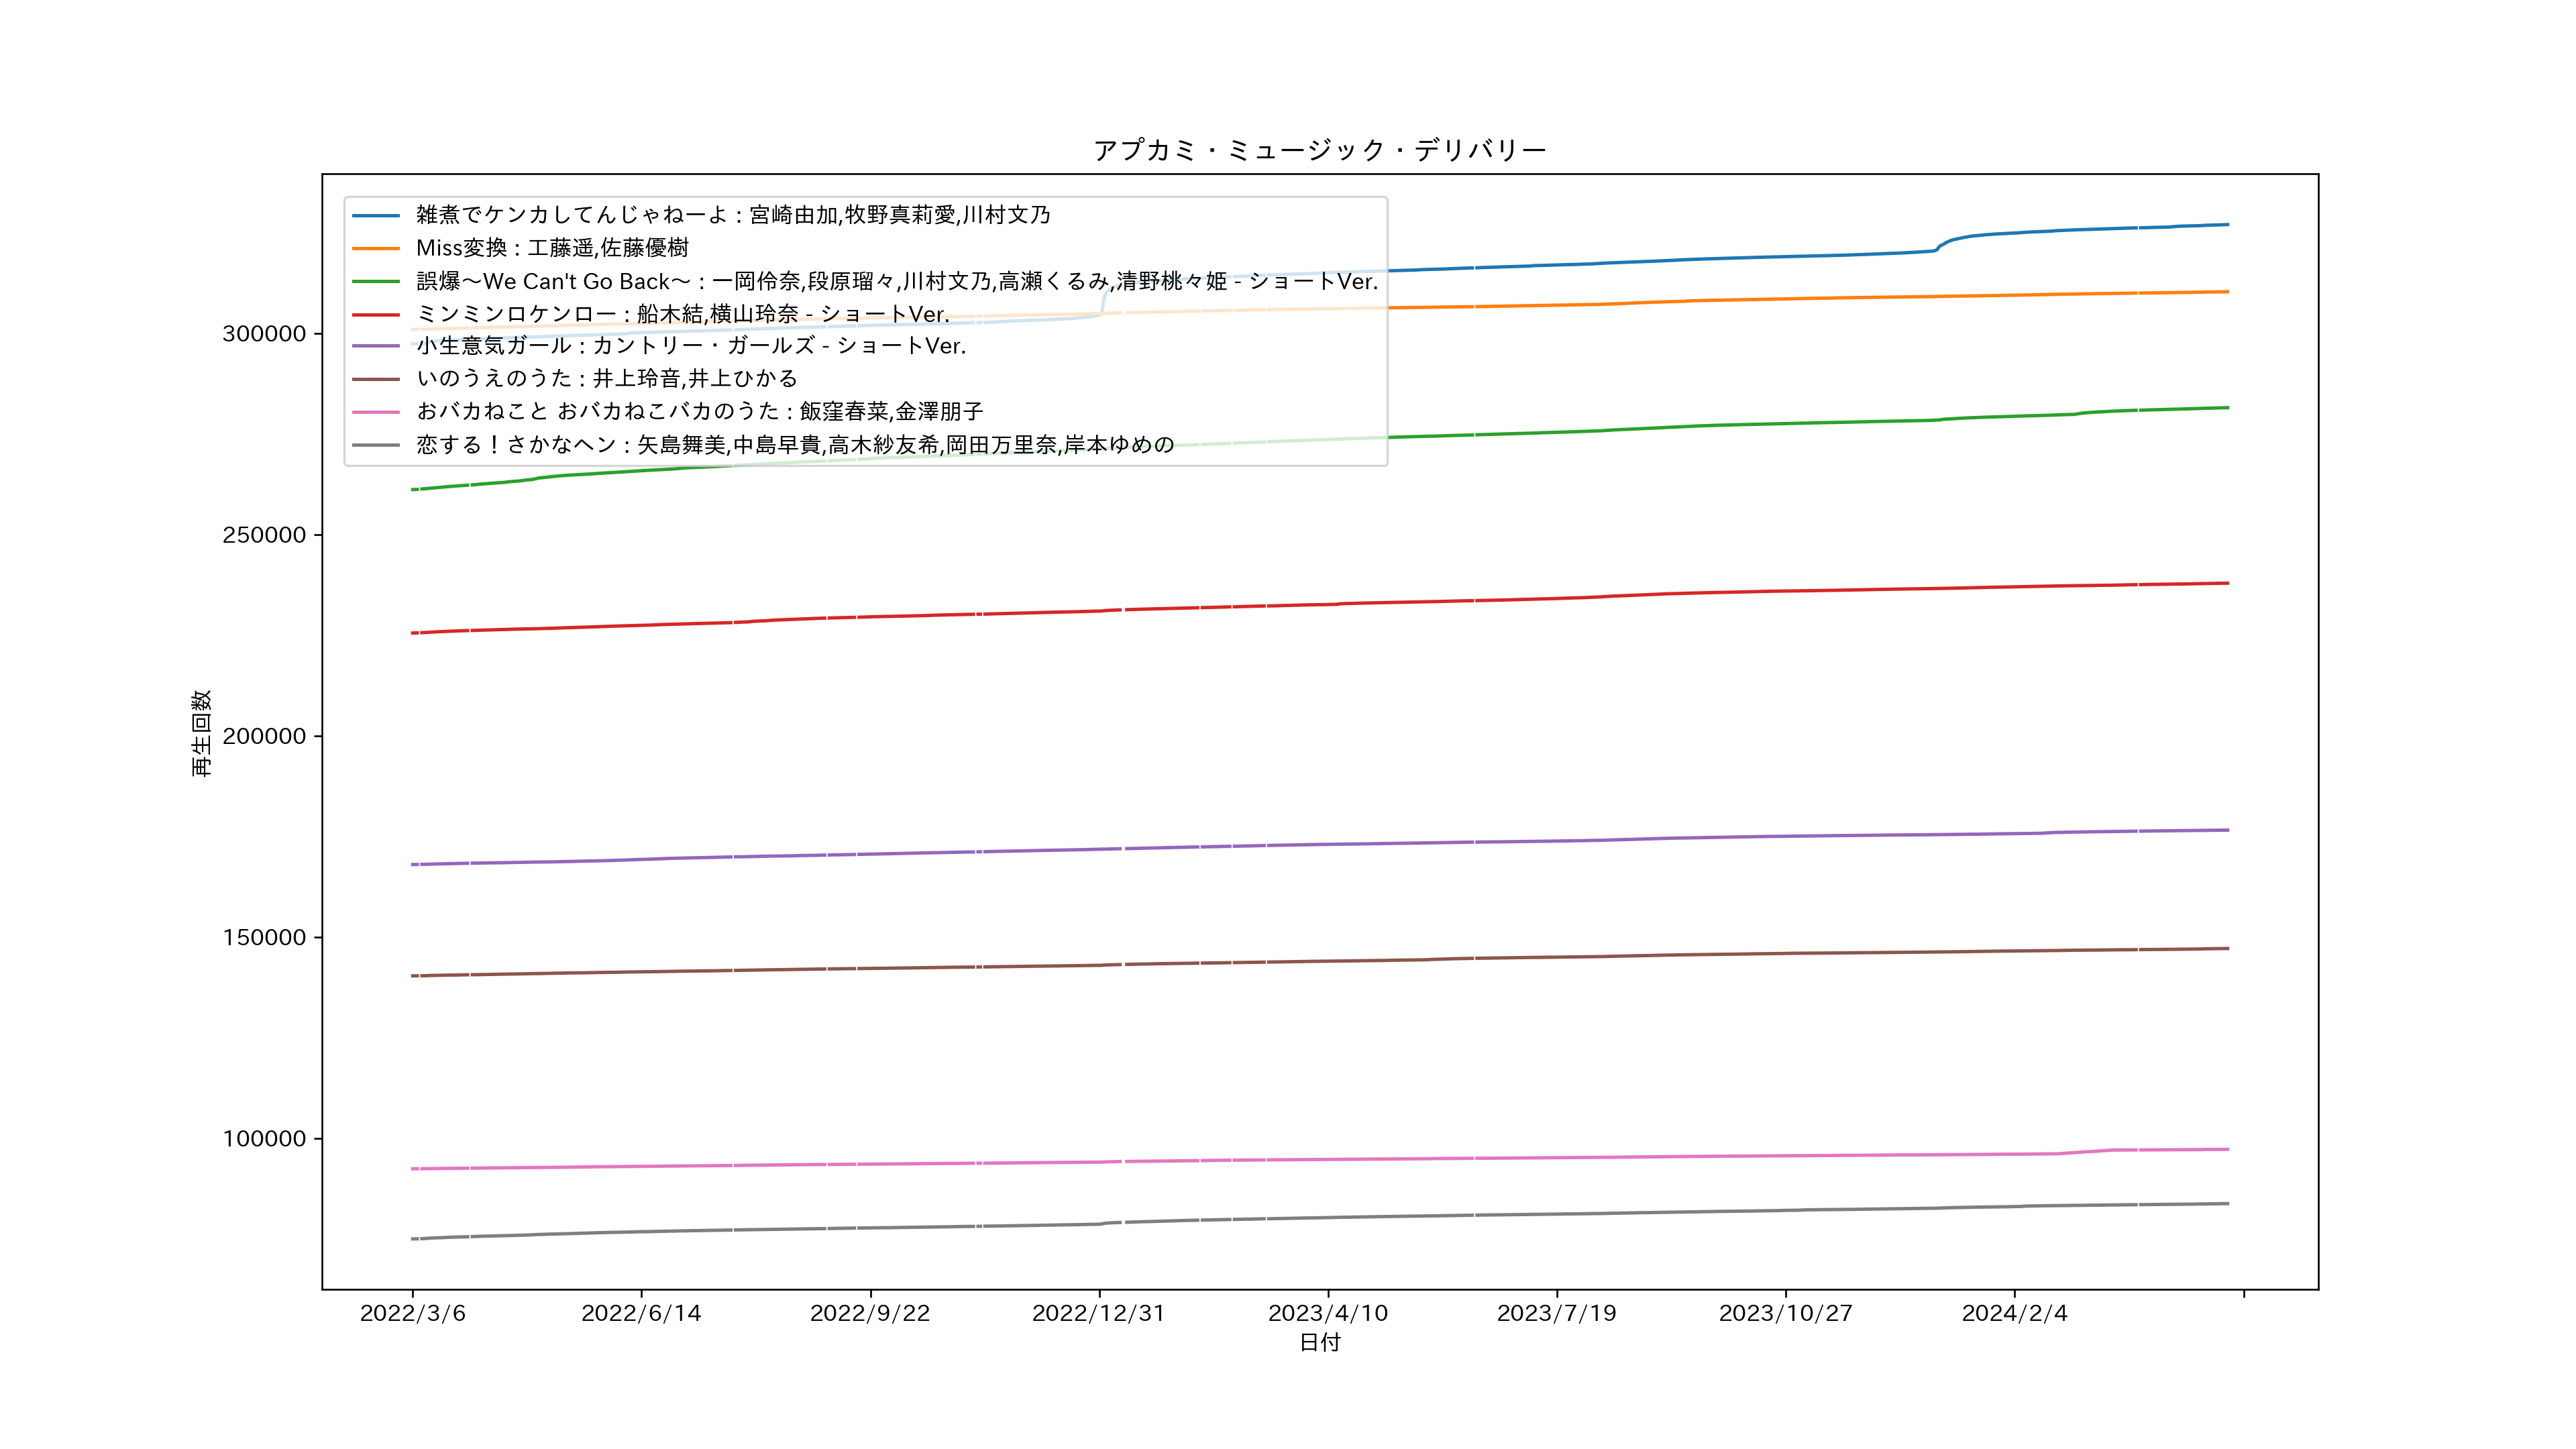 アプカミ・ミュージック・デリバリー
雑煮でケンカしてんじゃねーよ : 宮崎由加,牧野真莉愛,川村文乃
Miss変換 : 工藤遥,佐藤優樹
誤爆〜We Can't Go Back〜 : 一岡伶奈,段原瑠々,川村文乃,高瀬くるみ,清野桃々姫 - ショートVer.
ミンミンロケンロー : 船木結,横山玲奈 - ショートVer.
小生意気ガール : カントリー・ガールズ - ショートVer.
いのうえのうた : 井上玲音,井上ひかる
おバカねこと おバカねこバカのうた : 飯窪春菜,金澤朋子
恋する！さかなヘン : 矢島舞美,中島早貴,高木紗友希,岡田万里奈,岸本ゆめの
300000
250000
200000
150000
100000
再生回数
2022/3/6
2022/6/14
2022/9/22
2022/12/31
2023/4/10
2023/7/19
2023/10/27
2024/2/4
日付